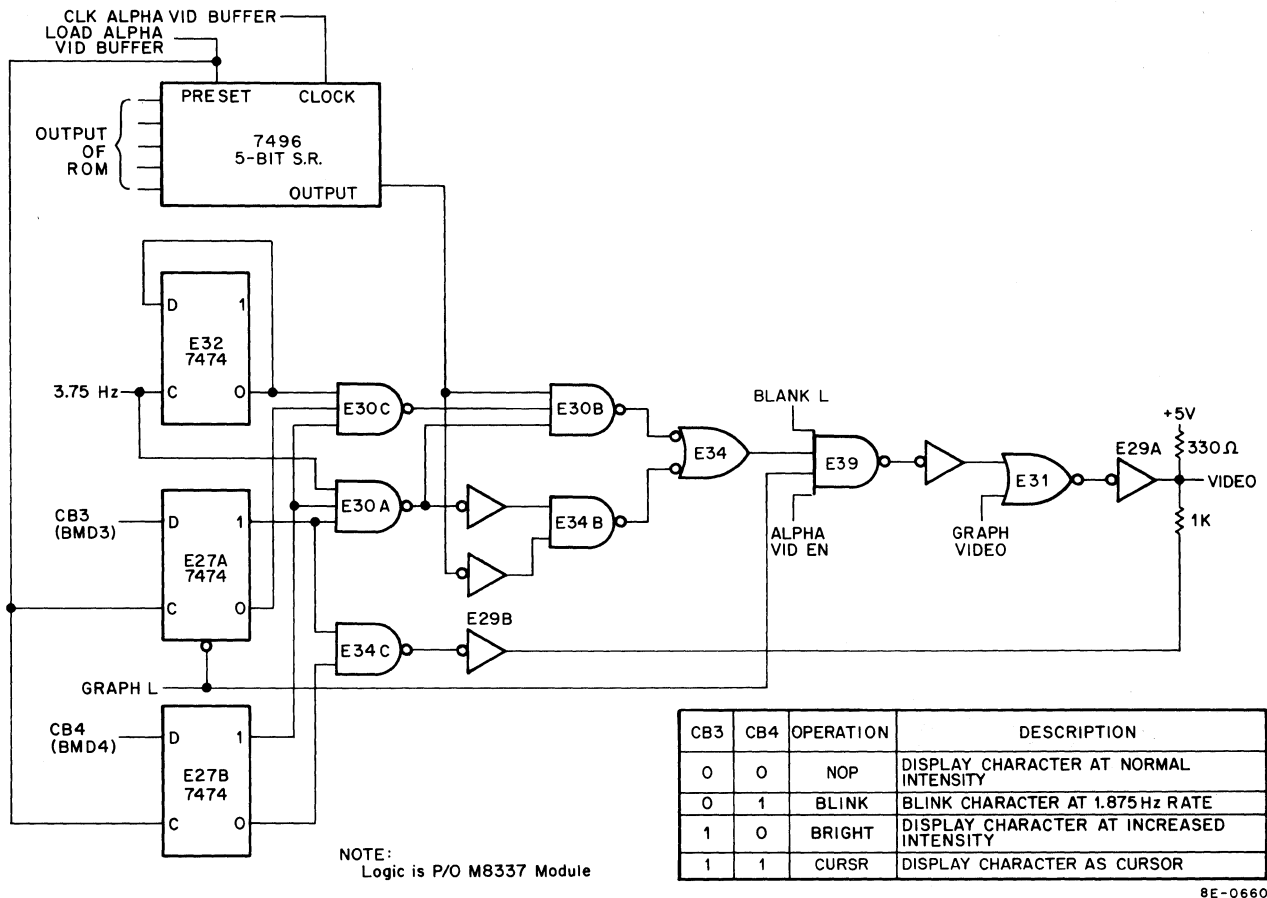 CLK ALPHA VID BUFFER
LOAD ALPHA
VID BUFFER
PRESET CLOCK
7496
5-BIT S.R.
OUTPUT
OUTPUT
OF
ROM
D 1
E32
7474
C 0
3.75 Hz
E30C
E30B
BLANK L
E34
E39
E31
E29A
+5V
330Ω
VIDEO
1K
ALPHA
VID EN
GRAPH
VIDEO
CB3
(BMD3)
D 1
E27A
7474
C 0
E30A
E34B
E29B
E34C
GRAPH L
CB4
(BMD4)
D 1
E27B
7474
C 0
NOTE:
Logic is P/O M8337 Module
CB3 CB4 OPERATION DESCRIPTION
0 0 NOP DISPLAY CHARACTER AT NORMAL
INTENSITY
0 1 BLINK BLINK CHARACTER AT 1.875Hz RATE
1 0 BRIGHT DISPLAY CHARACTER AT INCREASED
INTENSITY
1 1 CURSR DISPLAY CHARACTER AS CURSOR
8E-0660